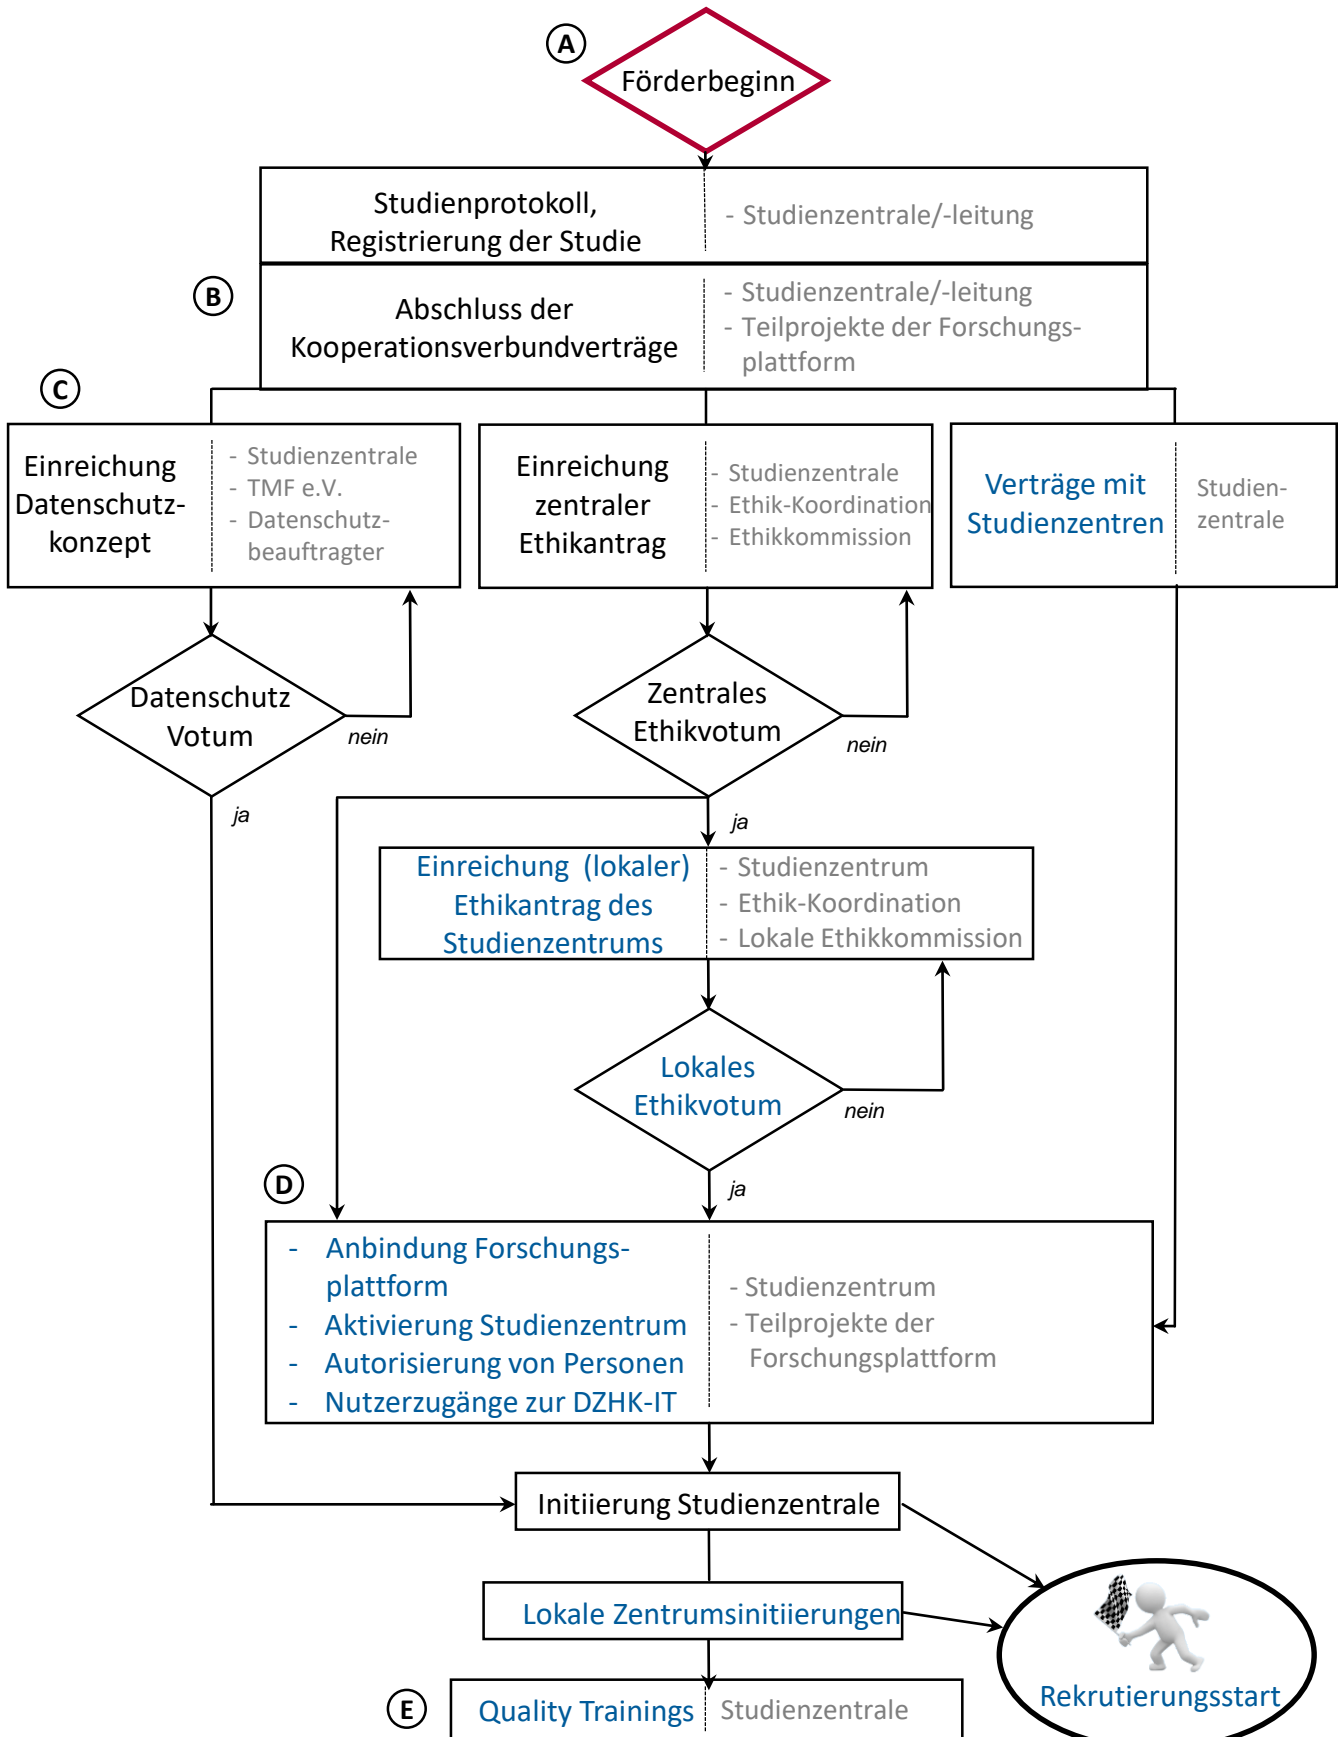 A
Förderbeginn
Studienprotokoll,
Registrierung der Studie
- Studienzentrale/-leitung
B
Abschluss der
Kooperationsverbundverträge
- Studienzentrale/-leitung
- Teilprojekte der Forschungs-
plattform
C
Einreichung
Datenschutz-
konzept
- Studienzentrale
- TMF e.V.
- Datenschutz-
beauftragter
Einreichung
zentraler
Ethikantrag
- Studienzentrale
- Ethik-Koordination
- Ethikkommission
Verträge mit
Studienzentren
Studien-
zentrale
Datenschutz
Votum
nein
ja
Zentrales
Ethikvotum
nein
ja
Einreichung (lokaler)
Ethikantrag des
Studienzentrums
- Studienzentrum
- Ethik-Koordination
- Lokale Ethikkommission
Lokales
Ethikvotum
nein
ja
D
- Anbindung Forschungs-
plattform
- Aktivierung Studienzentrum
- Autorisierung von Personen
- Nutzerzugänge zur DZHK-IT
- Studienzentrum
- Teilprojekte der
Forschungsplattform
Initiierung Studienzentrale
Lokale Zentrumsinitiierungen
Rekrutierungsstart
E
Quality Trainings
Studienzentrale